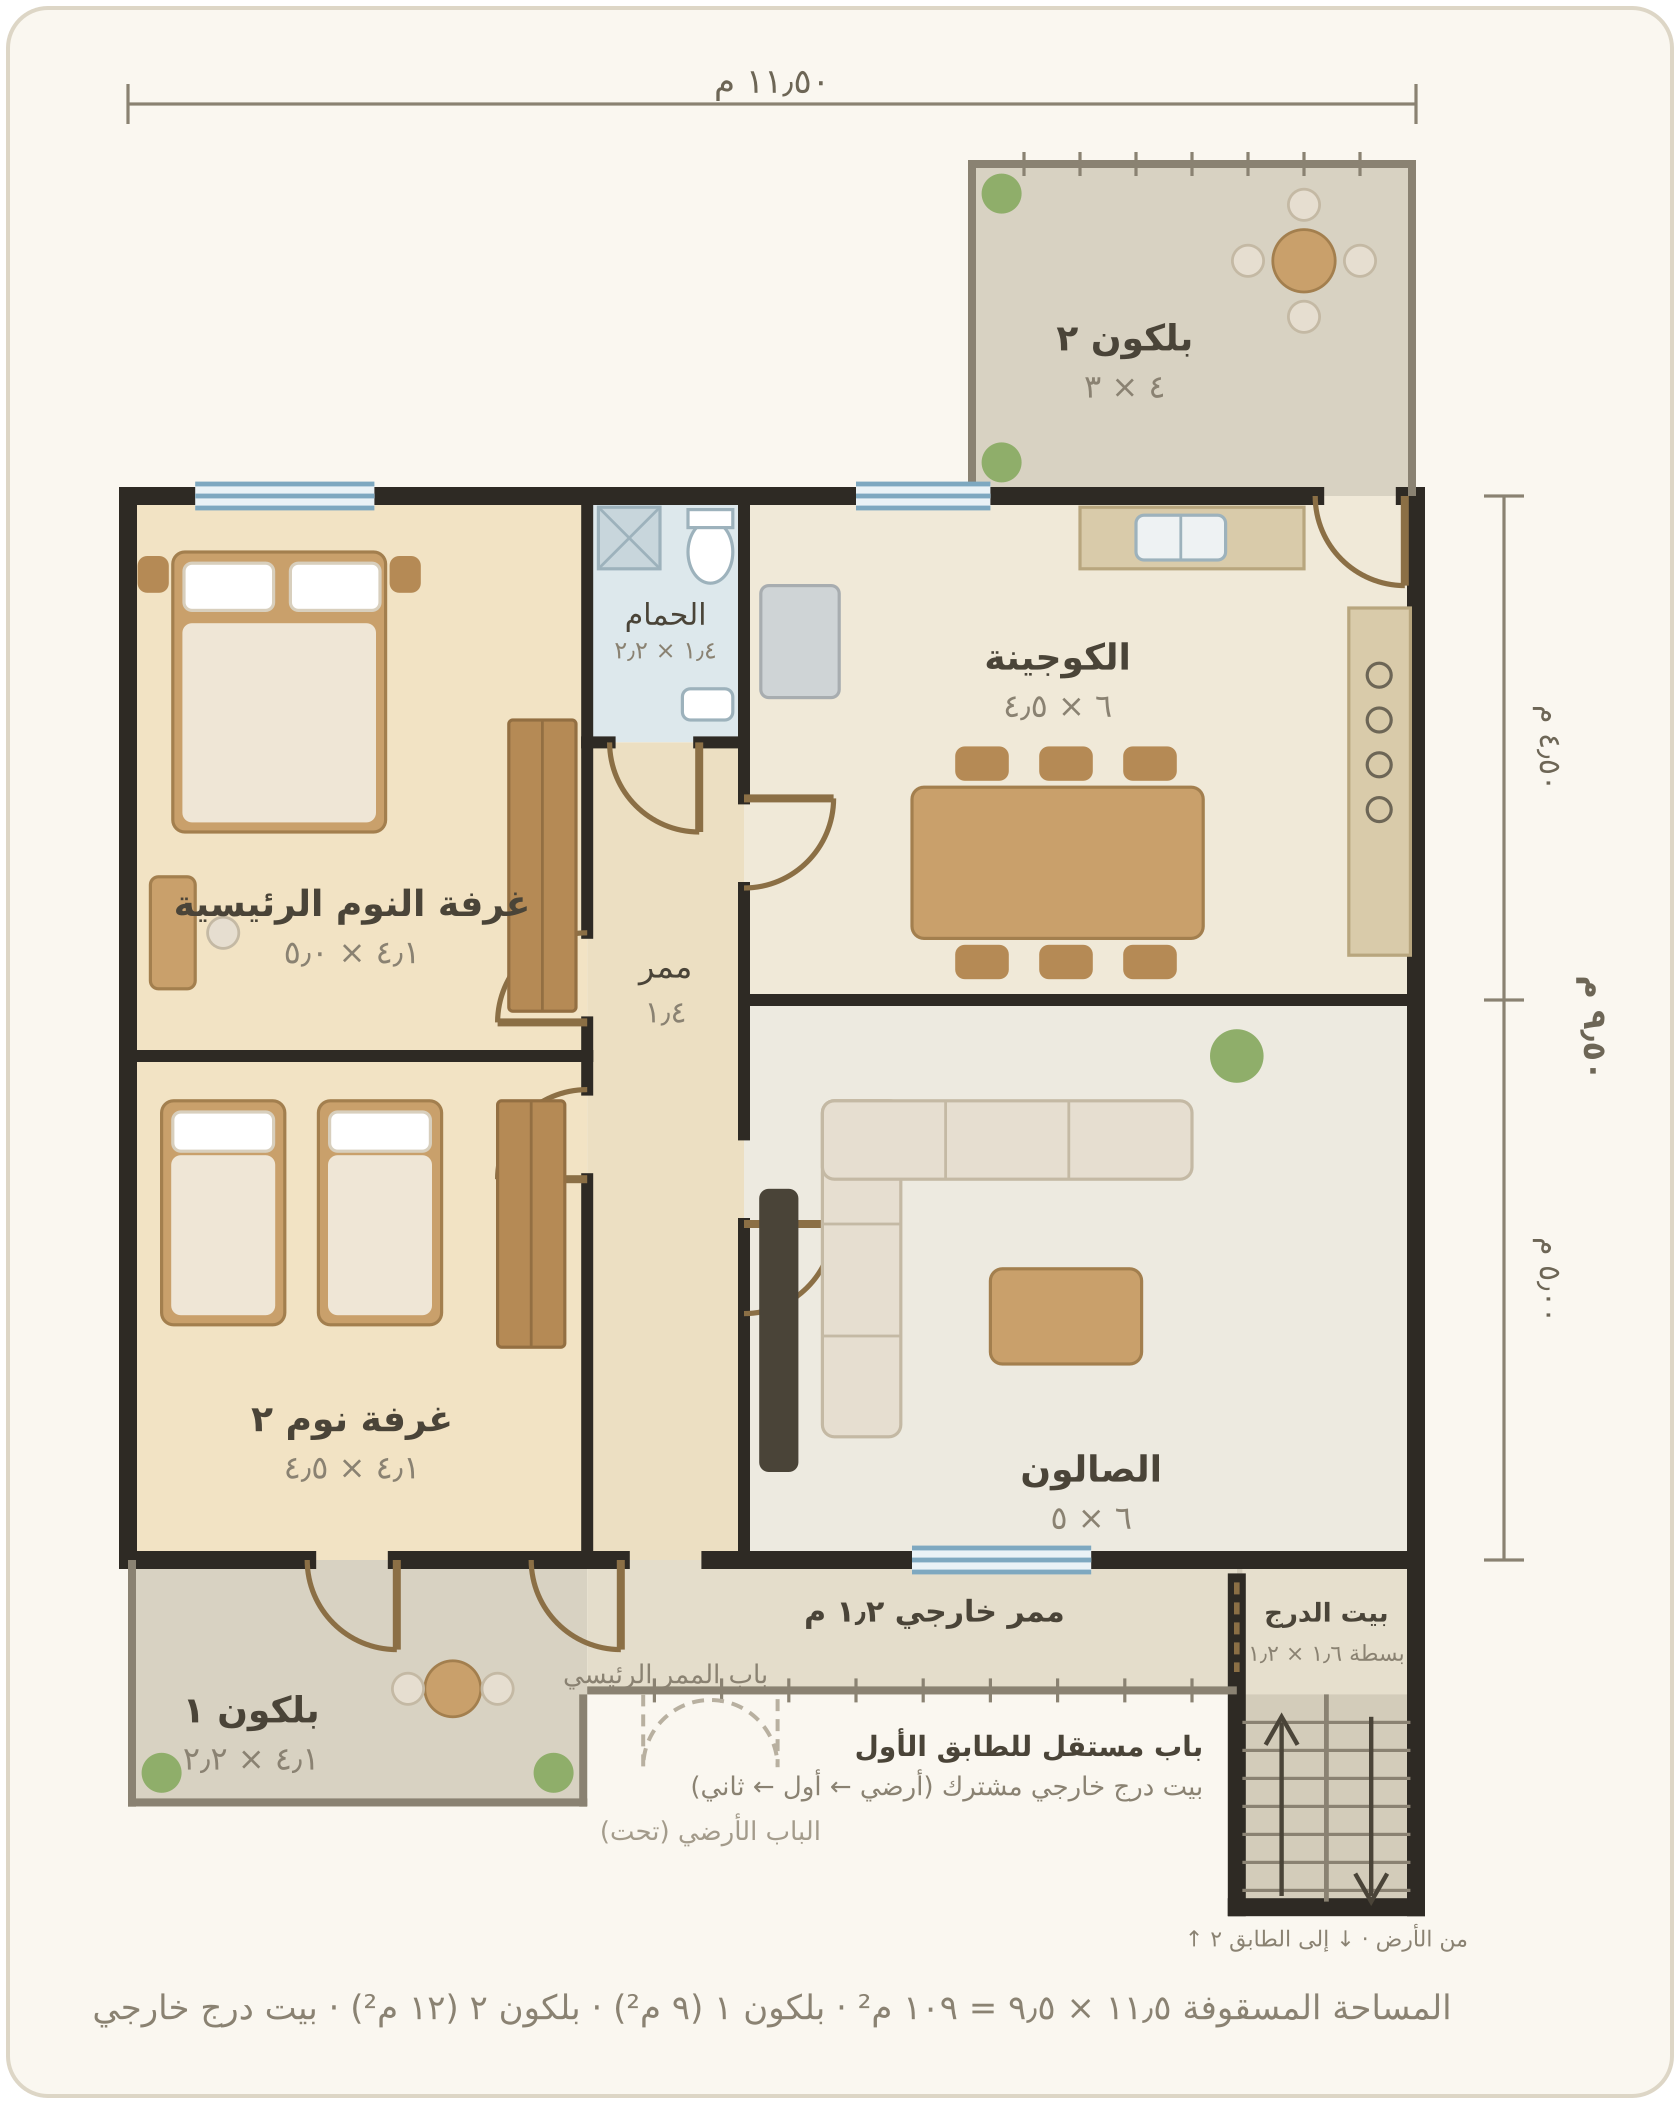 ١١٫٥٠ م
بلكون ٢
٤ × ٣
الحمام
١٫٤ × ٢٫٢
الكوجينة
٦ × ٤٫٥
٤٫٥٠ م
غرفة النوم الرئيسية
٤٫١ × ٥٫٠
ممر
١٫٤
٩٫٥٠ م
٥٫٠٠ م
غرفة نوم ٢
٤٫١ × ٤٫٥
الصالون
٦ × ٥
ممر خارجي ١٫٢ م
بيت الدرج
بسطة ١٫٦ × ١٫٢
باب الممر الرئيسي
بلكون ١
٤٫١ × ٢٫٢
باب مستقل للطابق الأول
بيت درج خارجي مشترك (أرضي ← أول ← ثاني)
الباب الأرضي (تحت)
من الأرض · ↓ إلى الطابق ٢ ↑
المساحة المسقوفة ١١٫٥ × ٩٫٥ = ١٠٩ م² · بلكون ١ (٩ م²) · بلكون ٢ (١٢ م²) · بيت درج خارجي